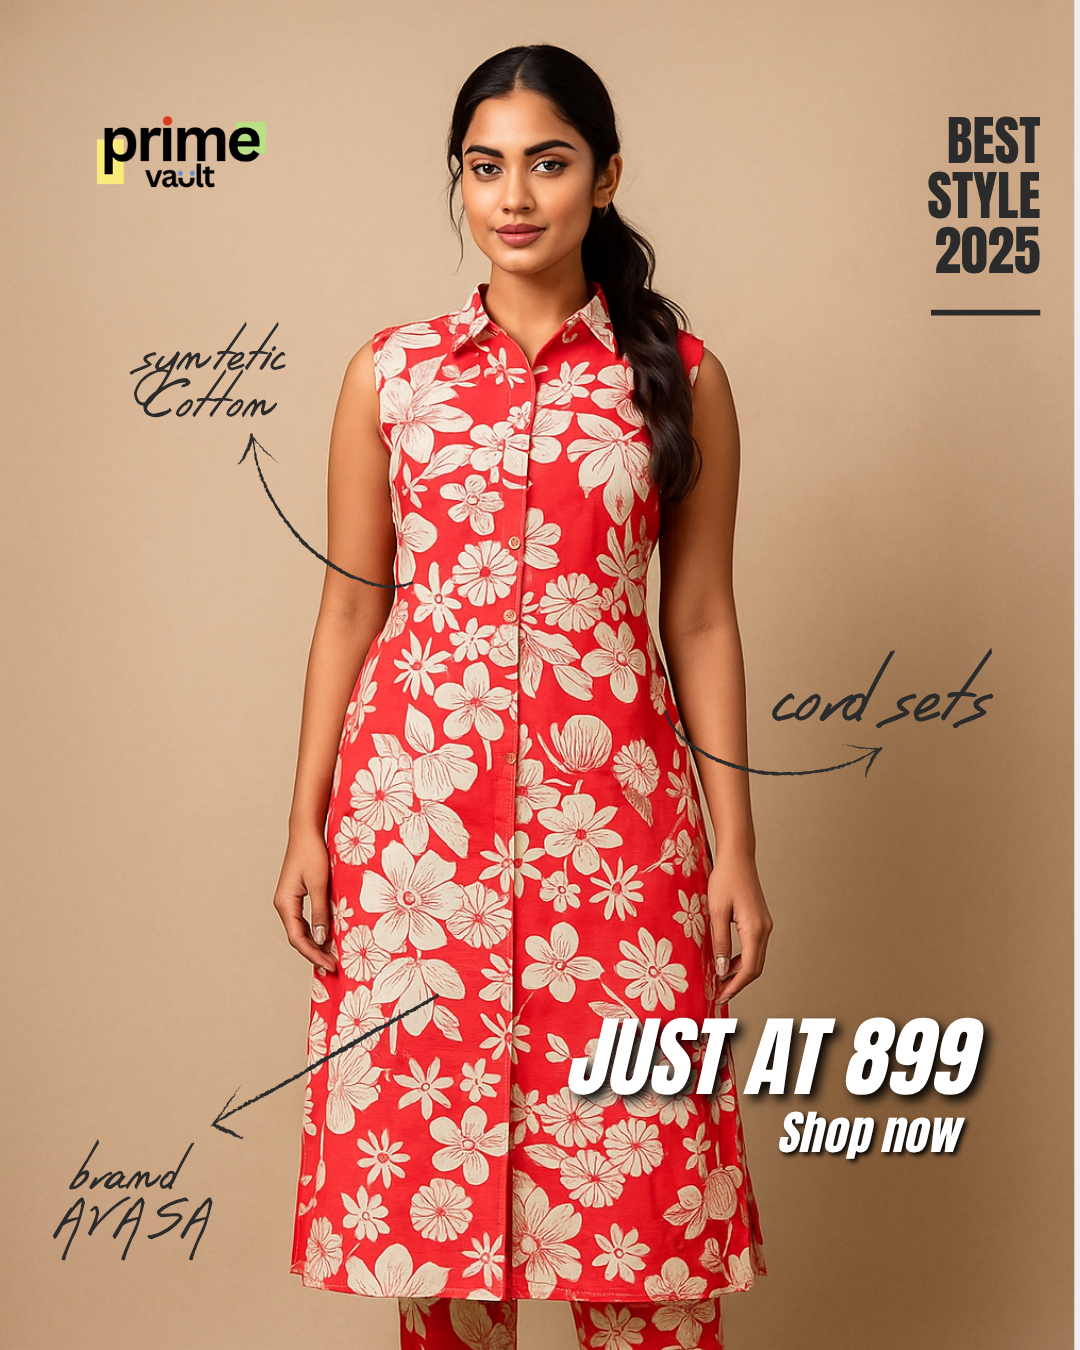 prime
vault
BEST
STYLE
2025
symtetic
Cotton
cord sets
JUST AT 899
Shop now
brand
AVASA